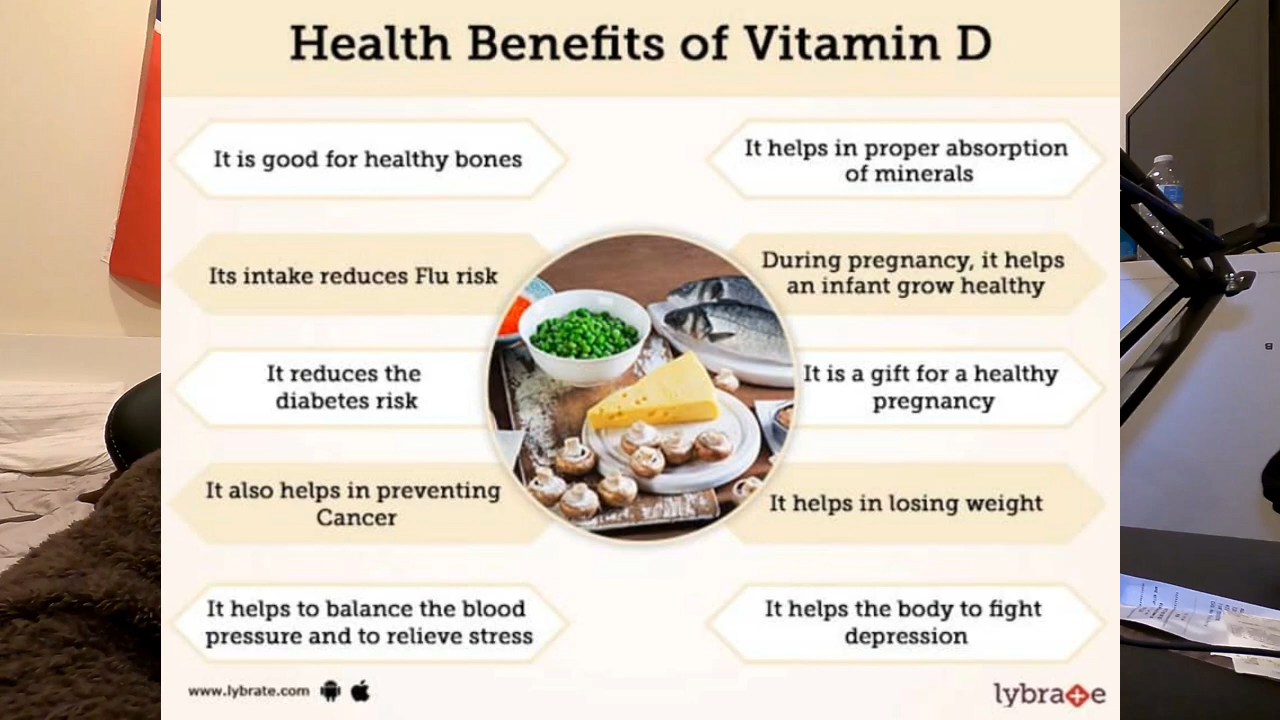 Health Benefits of Vitamin D
It is good for healthy bones
It helps in proper absorption
of minerals
Its intake reduces Flu risk
During pregnancy, it helps
an infant grow healthy
It reduces the
diabetes risk
It is a gift for a healthy
pregnancy
It also helps in preventing
Cancer
It helps in losing weight
It helps to balance the blood
pressure and to relieve stress
It helps the body to fight
depression
www.lybrate.com
lybrate